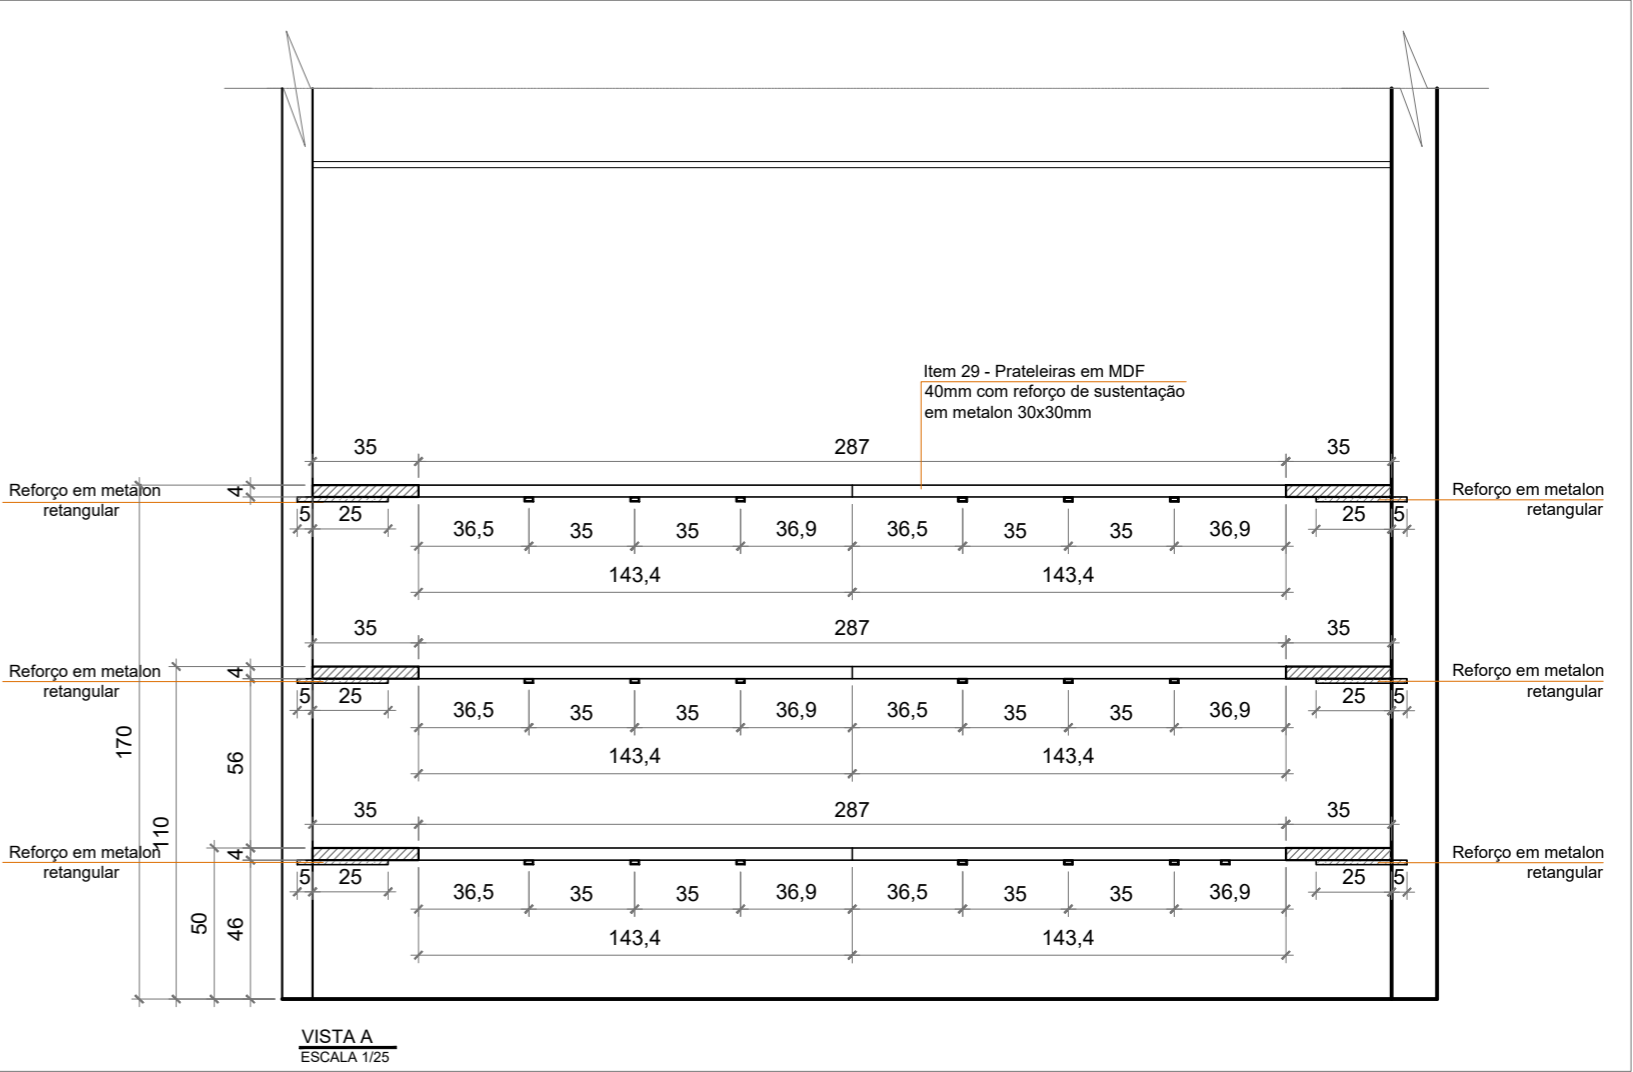 Item 29 - Prateleiras em MDF
40mm com reforço de sustentação
em metalon 30x30mm
35 287 35
Reforço em metalon
retangular
4
Reforço em metalon
retangular
5 25
25 5
36,5 35 35 36,9 36,5 35 35 36,9
143,4 143,4
35 287 35
Reforço em metalon
retangular
4
Reforço em metalon
retangular
5 25
25 5
36,5 35 35 36,9 36,5 35 35 36,9
143,4 143,4
170
56
110
35 287 35
Reforço em metalon
retangular
4
Reforço em metalon
retangular
5 25
25 5
36,5 35 35 36,9 36,5 35 35 36,9
50
46
143,4 143,4
VISTA A
ESCALA 1/25